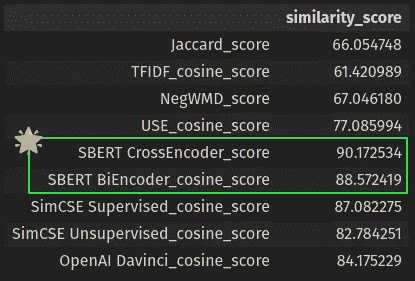 similarity_score
Jaccard_score 66.054748
TFIDF_cosine_score 61.420989
NegWMD_score 67.046180
USE_cosine_score 77.085994
SBERT CrossEncoder_score 90.172534
SBERT BiEncoder_cosine_score 88.572419
SimCSE Supervised_cosine_score 87.082275
SimCSE Unsupervised_cosine_score 82.784251
OpenAI Davinci_cosine_score 84.175229